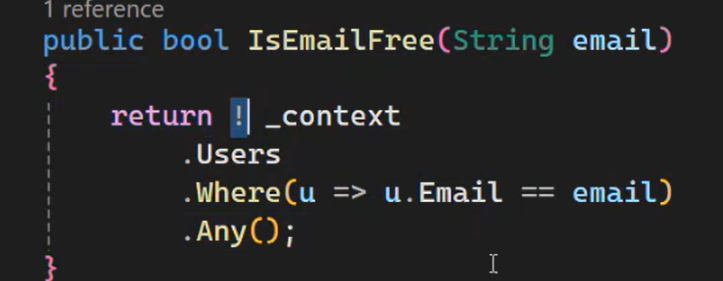 1 reference
public bool IsEmailFree(String email)
{
return ! _context
.Users
.Where(u => u.Email == email)
.Any();
}